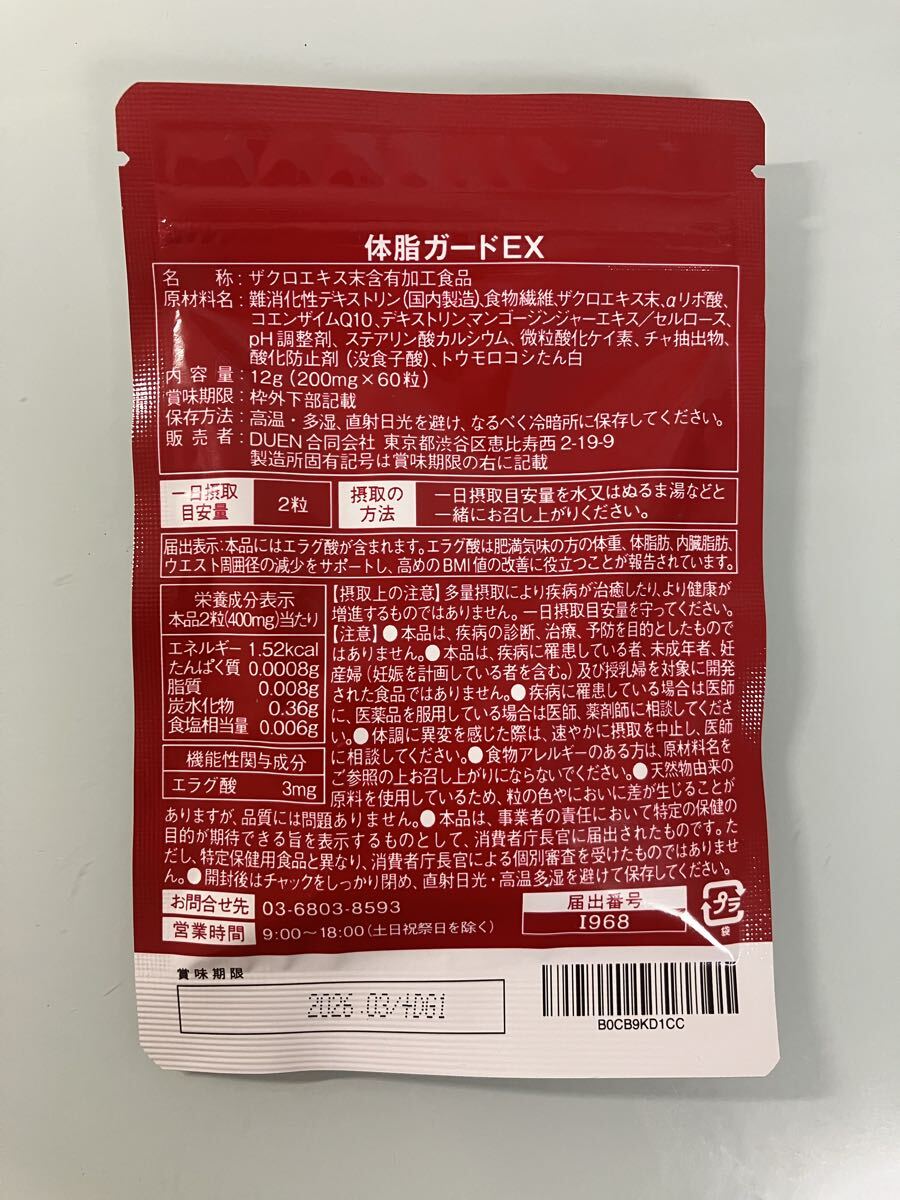 体脂ガードEX
名　　称：ザクロエキス末含有加工食品
原材料名：難消化性デキストリン(国内製造)､食物繊維､ザクロエキス末､αリポ酸､
コエンザイムQ10､デキストリン､マンゴージンジャーエキス／セルロース､
pH調整剤、ステアリン酸カルシウム、微粒酸化ケイ素、チャ抽出物､
酸化防止剤（没食子酸）､トウモロコシたん白
内 容 量：12g（200mg×60粒）
賞味期限：枠外下部記載
保存方法：高温・多湿、直射日光を避け､なるべく冷暗所に保存してください。
販 売 者：DUEN合同会社 東京都渋谷区恵比寿西2-19-9
製造所固有記号は賞味期限の右に記載
一日摂取目安量 2粒
摂取の方法 一日摂取目安量を水又はぬるま湯などと
一緒にお召し上がりください。
届出表示：本品にはエラグ酸が含まれます。エラグ酸は肥満気味の方の体重、体脂肪、内臓脂肪、
ウエスト周囲径の減少をサポートし、高めのBMI値の改善に役立つことが報告されています。
栄養成分表示
本品2粒(400mg)当たり
エネルギー 1.52kcal
たんぱく質 0.0008g
脂質 0.008g
炭水化物 0.36g
食塩相当量 0.006g
機能性関与成分
エラグ酸 3mg
【摂取上の注意】多量摂取により疾病が治癒したり､より健康が
増進するものではありません。一日摂取目安量を守ってください。
【注意】●本品は、疾病の診断、治療、予防を目的としたもので
はありません。●本品は、疾病に罹患している者、未成年者、妊
産婦（妊娠を計画している者を含む｡）及び授乳婦を対象に開発
された食品ではありません。●疾病に罹患している場合は医師
に、医薬品を服用している場合は医師、薬剤師に相談してくださ
い。●体調に異変を感じた際は、速やかに摂取を中止し、医師
に相談してください。●食物アレルギーのある方は､原材料名を
ご参照の上お召し上がりにならないでください。●天然物由来の
原料を使用しているため、粒の色やにおいに差が生じることが
ありますが、品質には問題ありません。●本品は、事業者の責任において特定の保健の
目的が期待できる旨を表示するものとして、消費者庁長官に届出されたものです。た
だし、特定保健用食品と異なり、消費者庁長官による個別審査を受けたものではありませ
ん。●開封後はチャックをしっかり閉め、直射日光・高温多湿を避けて保存してください。
お問合せ先 03-6803-8593
営業時間 9:00〜18:00（土日祝祭日を除く）
届出番号
I968
プラ
袋
賞味期限
2026.03/4DG1
B0CB9KD1CC